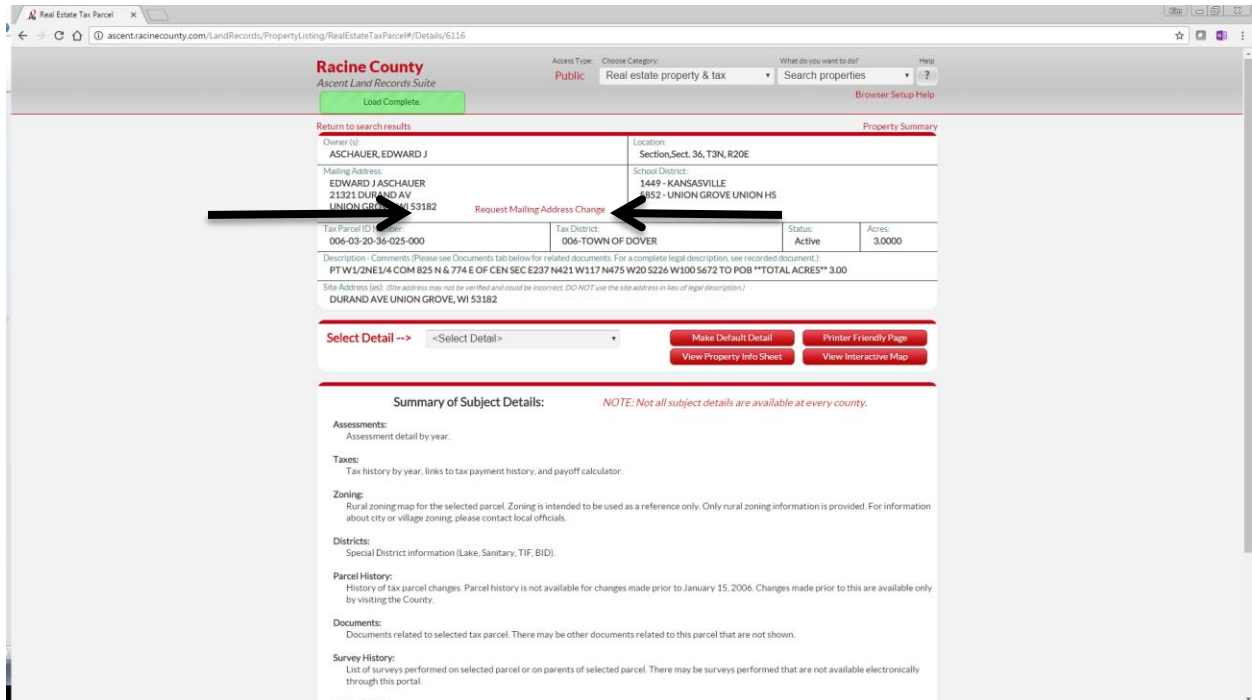 Real Estate Tax Parcel
ascent.racinecounty.com/LandRecords/PropertyListing/RealEstateTaxParcel#/Details/6116
Racine County
Ascent Land Records Suite
Access Type: Choose Category: What do you want to do? Help
Public Real estate property & tax Search properties ?
Load Complete.
Browser Setup Help
Return to search results Property Summary
Owner (s):
ASCHAUER, EDWARD J
Location:
Section,Sect. 36, T3N, R20E
Mailing Address:
EDWARD J ASCHAUER
21321 DURAND AV
UNION GROVE, WI 53182
Request Mailing Address Change
School District:
1449 - KANSASVILLE
5852 - UNION GROVE UNION HS
Tax Parcel ID Number:
006-03-20-36-025-000
Tax District:
006-TOWN OF DOVER
Status:
Active
Acres:
3.0000
Description - Comments (Please see Documents tab below for related documents. For a complete legal description, see recorded document.):
PT W1/2NE1/4 COM 825 N & 774 E OF CEN SEC E237 N421 W117 N475 W20 S226 W100 S672 TO POB **TOTAL ACRES** 3.00
Site Address (es): (Site address may not be verified and could be incorrect. DO NOT use the site address in lieu of legal description.)
DURAND AVE UNION GROVE, WI 53182
Select Detail --> <Select Detail>
Make Default Detail Printer Friendly Page
View Property Info Sheet View Interactive Map
Summary of Subject Details: NOTE: Not all subject details are available at every county.
Assessments:
Assessment detail by year.
Taxes:
Tax history by year, links to tax payment history, and payoff calculator.
Zoning:
Rural zoning map for the selected parcel. Zoning is intended to be used as a reference only. Only rural zoning information is provided. For information
about city or village zoning, please contact local officials.
Districts:
Special District information (Lake, Sanitary, TIF, BID).
Parcel History:
History of tax parcel changes. Parcel history is not available for changes made prior to January 15, 2006. Changes made prior to this are available only
by visiting the County.
Documents:
Documents related to selected tax parcel. There may be other documents related to this parcel that are not shown.
Survey History:
List of surveys performed on selected parcel or on parents of selected parcel. There may be surveys performed that are not available electronically
through this portal.